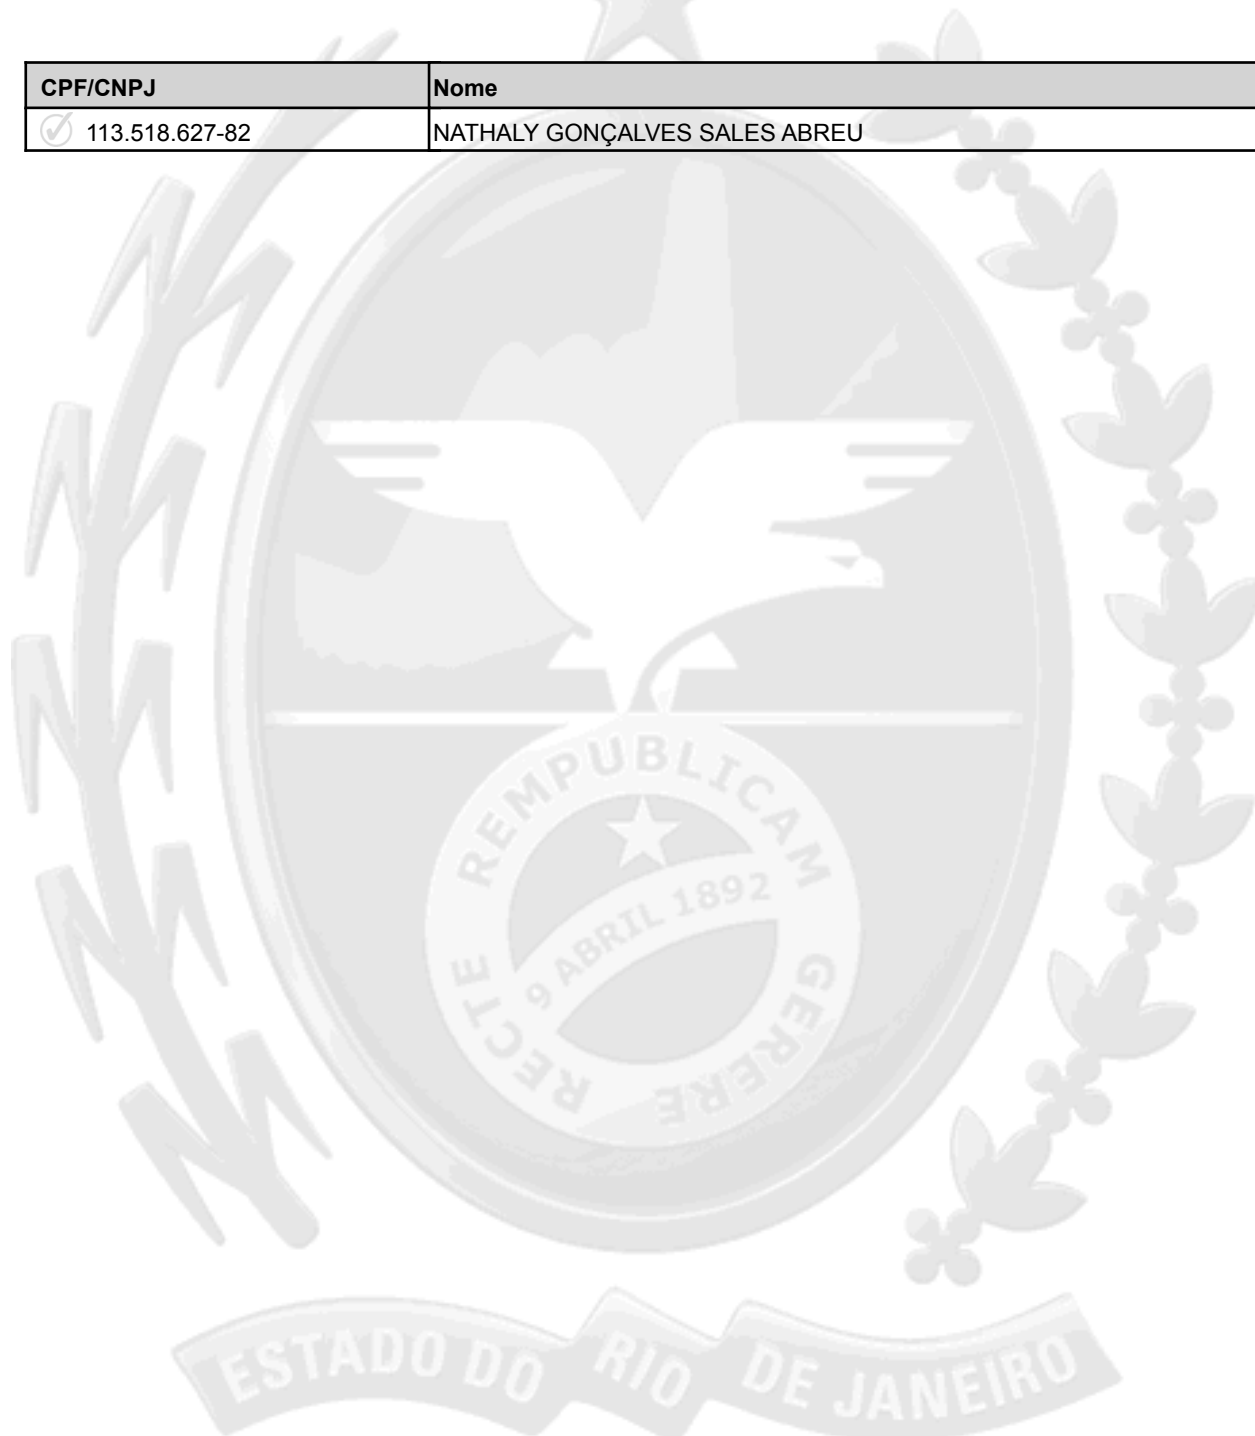 CPF/CNPJ Nome
113.518.627-82 NATHALY GONÇALVES SALES ABREU
REMPUBLICAM
9 ABRIL 1892
RECTE GERERE
ESTADO DO RIO DE JANEIRO